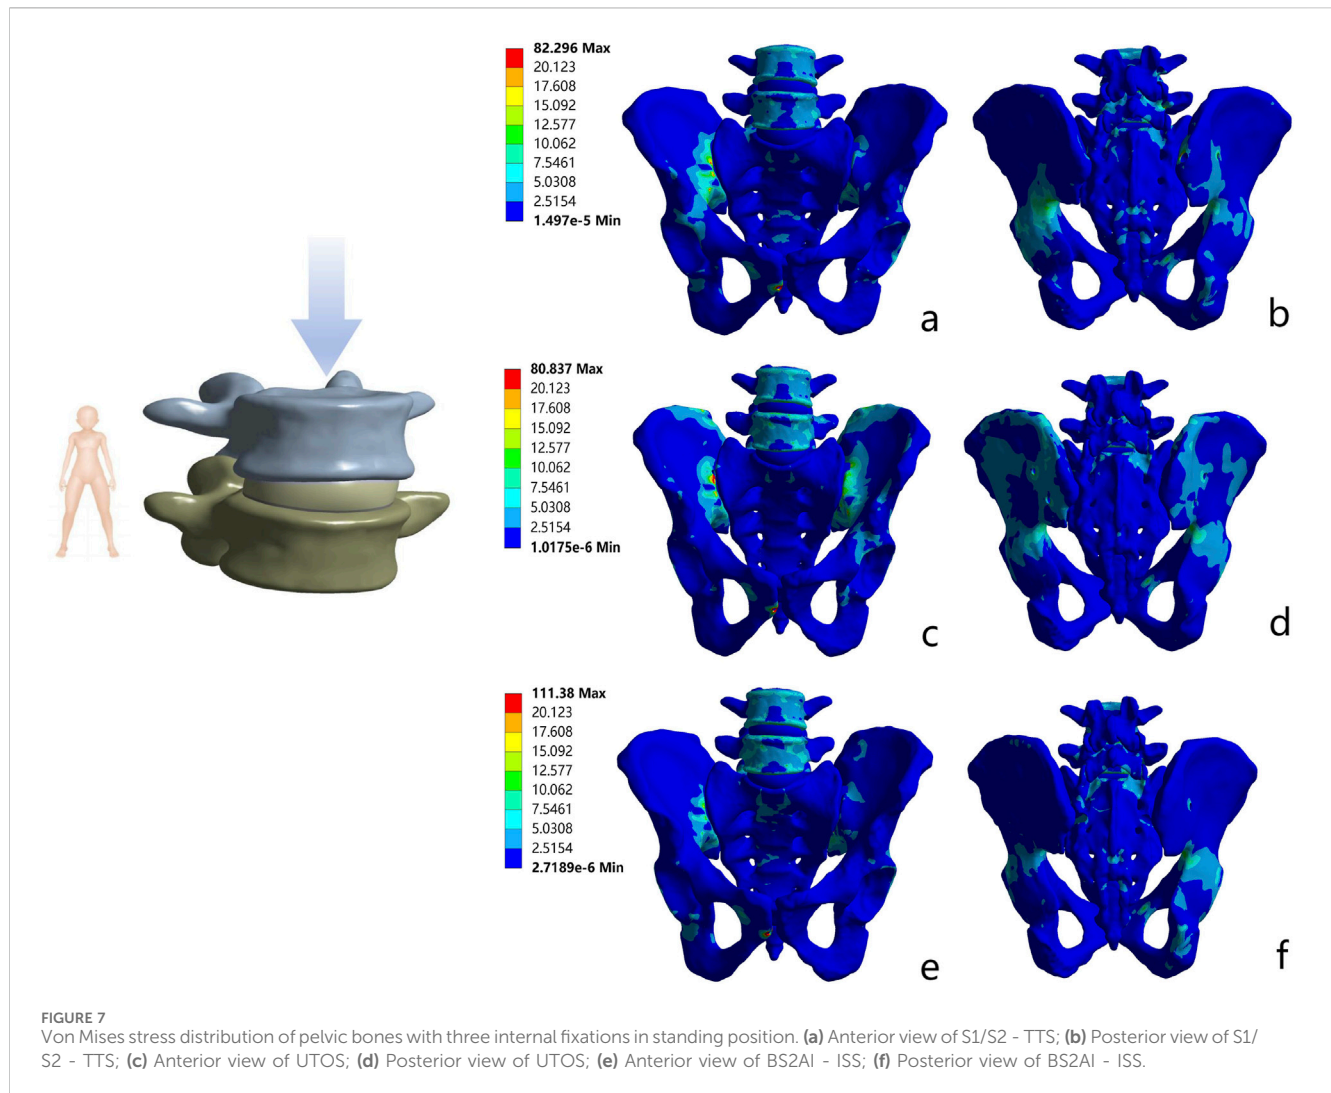 82.296 Max
20.123
17.608
15.092
12.577
10.062
7.5461
5.0308
2.5154
1.497e-5 Min
a
b
80.837 Max
20.123
17.608
15.092
12.577
10.062
7.5461
5.0308
2.5154
1.0175e-6 Min
c
d
111.38 Max
20.123
17.608
15.092
12.577
10.062
7.5461
5.0308
2.5154
2.7189e-6 Min
e
f
FIGURE 7
Von Mises stress distribution of pelvic bones with three internal fixations in standing position. (a) Anterior view of S1/S2 - TTS; (b) Posterior view of S1/
S2 - TTS; (c) Anterior view of UTOS; (d) Posterior view of UTOS; (e) Anterior view of BS2AI - ISS; (f) Posterior view of BS2AI - ISS.